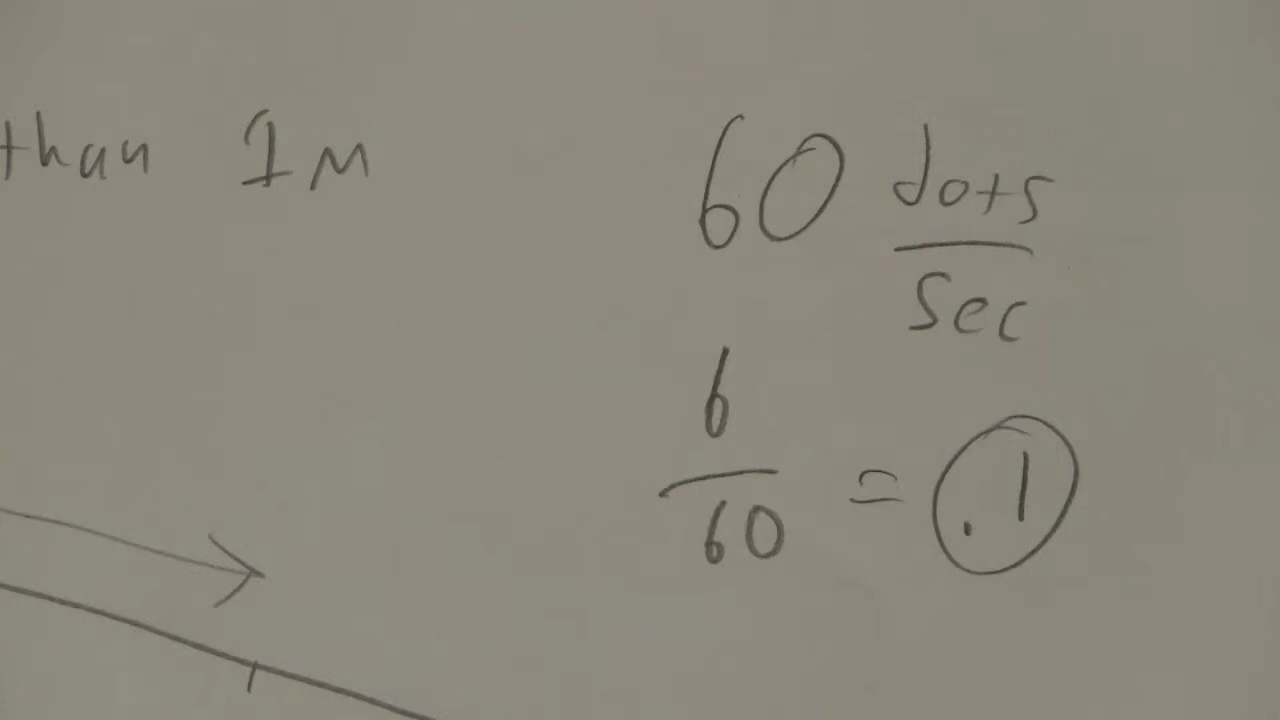 than 1M
60 dots
sec
6
60 = .1